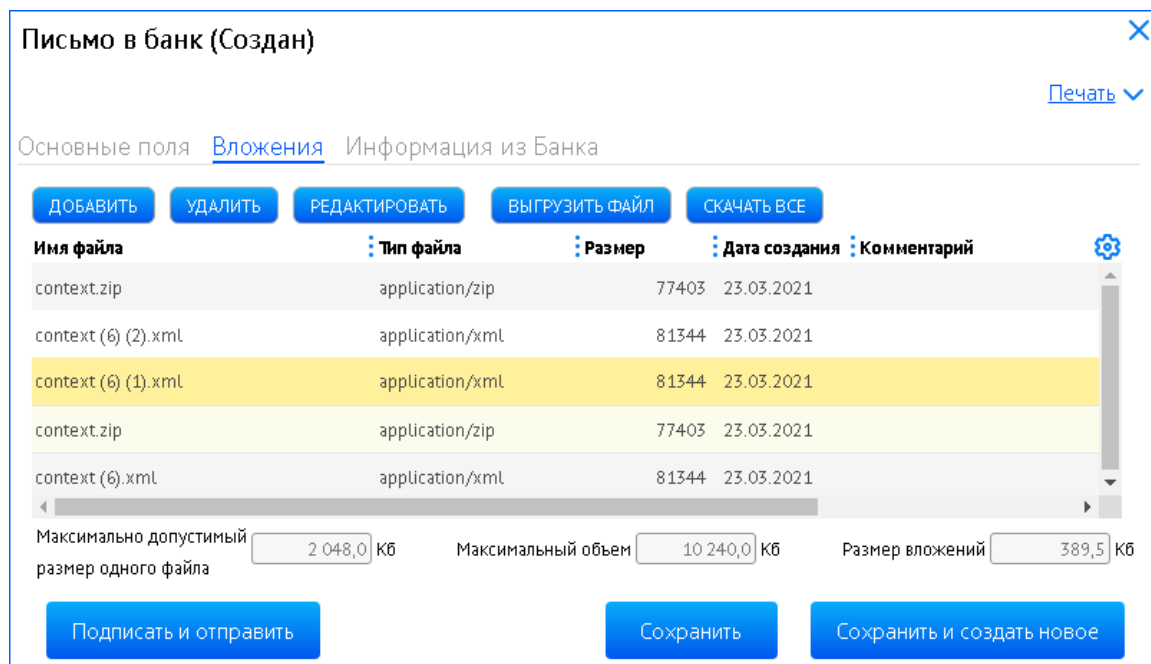 Письмо в банк (Создан)
Печать
Основные поля Вложения Информация из Банка
ДОБАВИТЬ УДАЛИТЬ РЕДАКТИРОВАТЬ ВЫГРУЗИТЬ ФАЙЛ СКАЧАТЬ ВСЕ
Имя файла Тип файла Размер Дата создания Комментарий
context.zip application/zip 77403 23.03.2021
context (6) (2).xml application/xml 81344 23.03.2021
context (6) (1).xml application/xml 81344 23.03.2021
context.zip application/zip 77403 23.03.2021
context (6).xml application/xml 81344 23.03.2021
Максимально допустимый
размер одного файла 2 048,0 Кб Максимальный объем 10 240,0 Кб Размер вложений 389,5 Кб
Подписать и отправить Сохранить Сохранить и создать новое